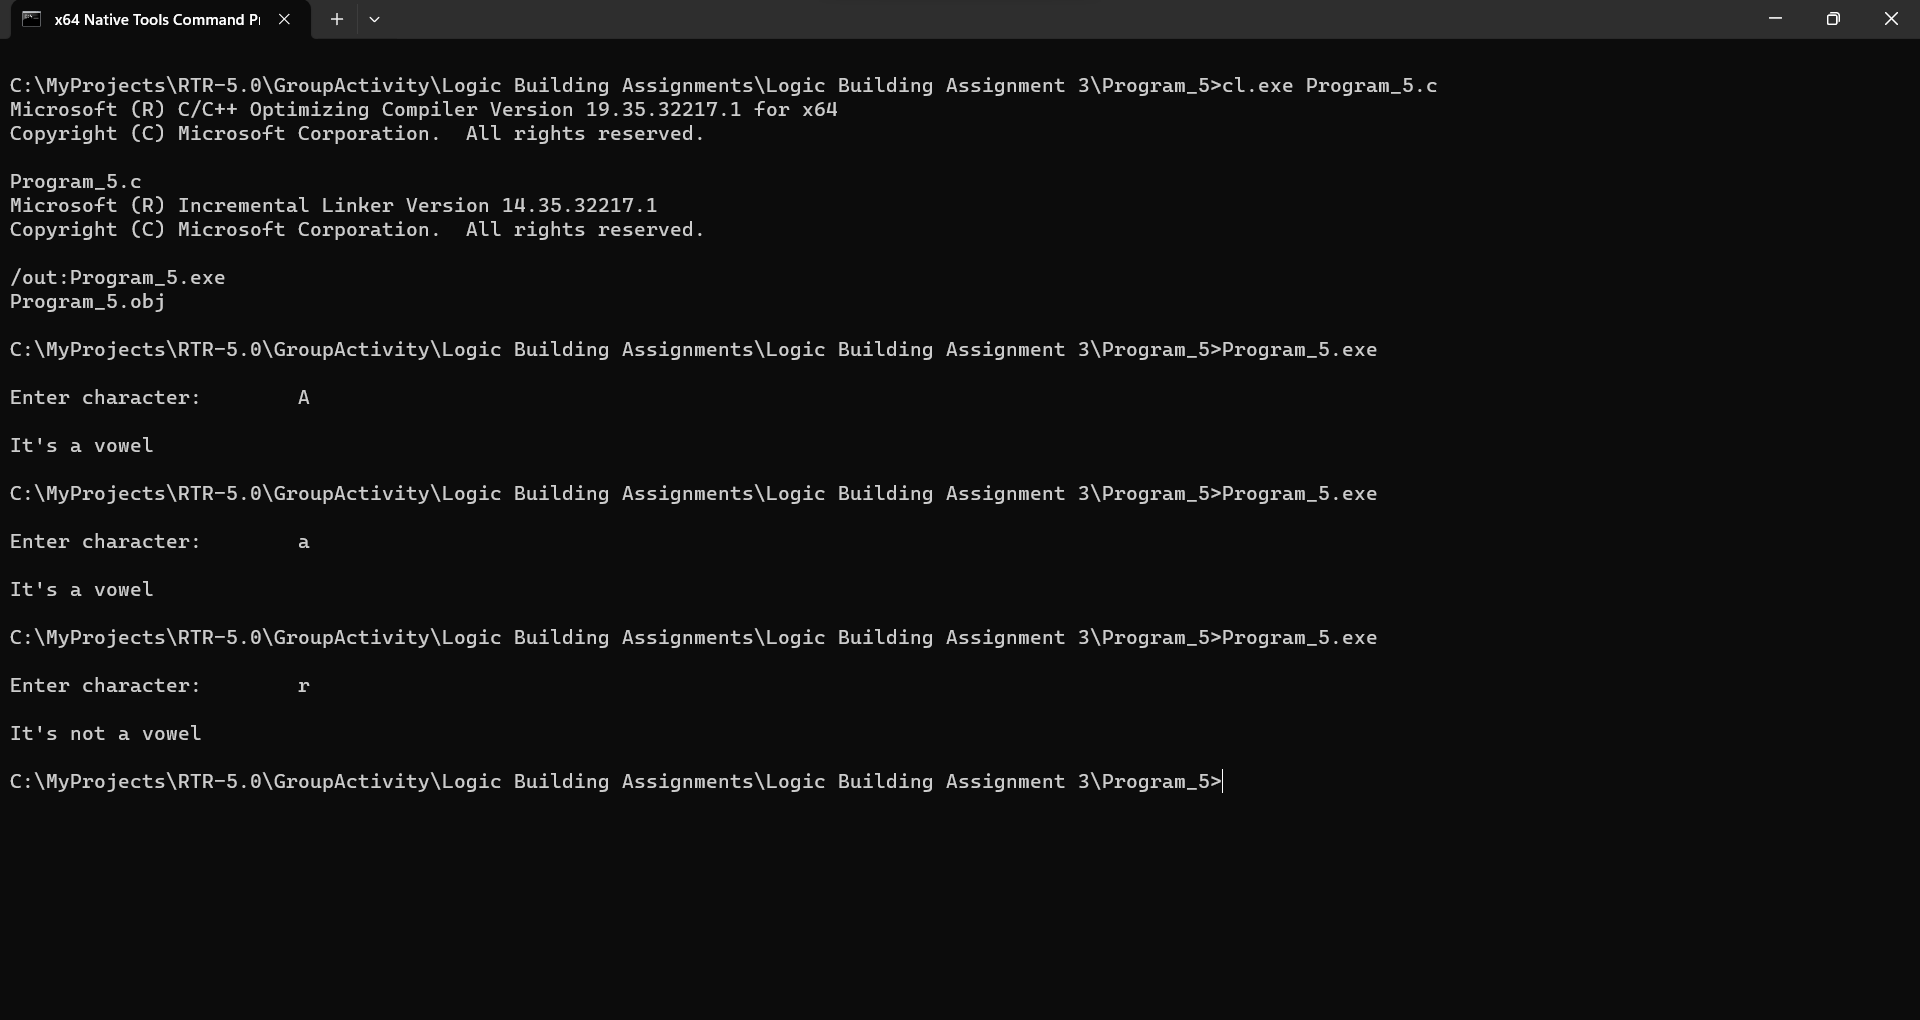 x64 Native Tools Command P
C:\MyProjects\RTR-5.0\GroupActivity\Logic Building Assignments\Logic Building Assignment 3\Program_5>cl.exe Program_5.c
Microsoft (R) C/C++ Optimizing Compiler Version 19.35.32217.1 for x64
Copyright (C) Microsoft Corporation.  All rights reserved.
Program_5.c
Microsoft (R) Incremental Linker Version 14.35.32217.1
Copyright (C) Microsoft Corporation.  All rights reserved.
/out:Program_5.exe
Program_5.obj
C:\MyProjects\RTR-5.0\GroupActivity\Logic Building Assignments\Logic Building Assignment 3\Program_5>Program_5.exe
Enter character:        A
It's a vowel
C:\MyProjects\RTR-5.0\GroupActivity\Logic Building Assignments\Logic Building Assignment 3\Program_5>Program_5.exe
Enter character:        a
It's a vowel
C:\MyProjects\RTR-5.0\GroupActivity\Logic Building Assignments\Logic Building Assignment 3\Program_5>Program_5.exe
Enter character:        r
It's not a vowel
C:\MyProjects\RTR-5.0\GroupActivity\Logic Building Assignments\Logic Building Assignment 3\Program_5>